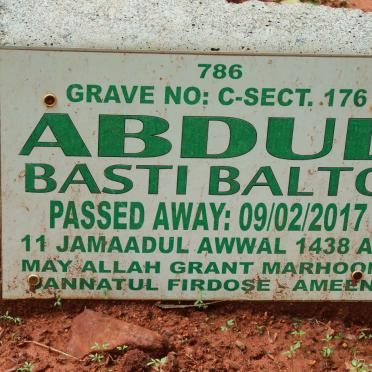 786
GRAVE NO: C-SECT. 176
ABDUL
BASTI BALTO
PASSED AWAY: 09/02/2017
11 JAMAADUL AWWAL 1438 A
MAY ALLAH GRANT MARHOOM
JANNATUL FIRDOSE - AMEEN